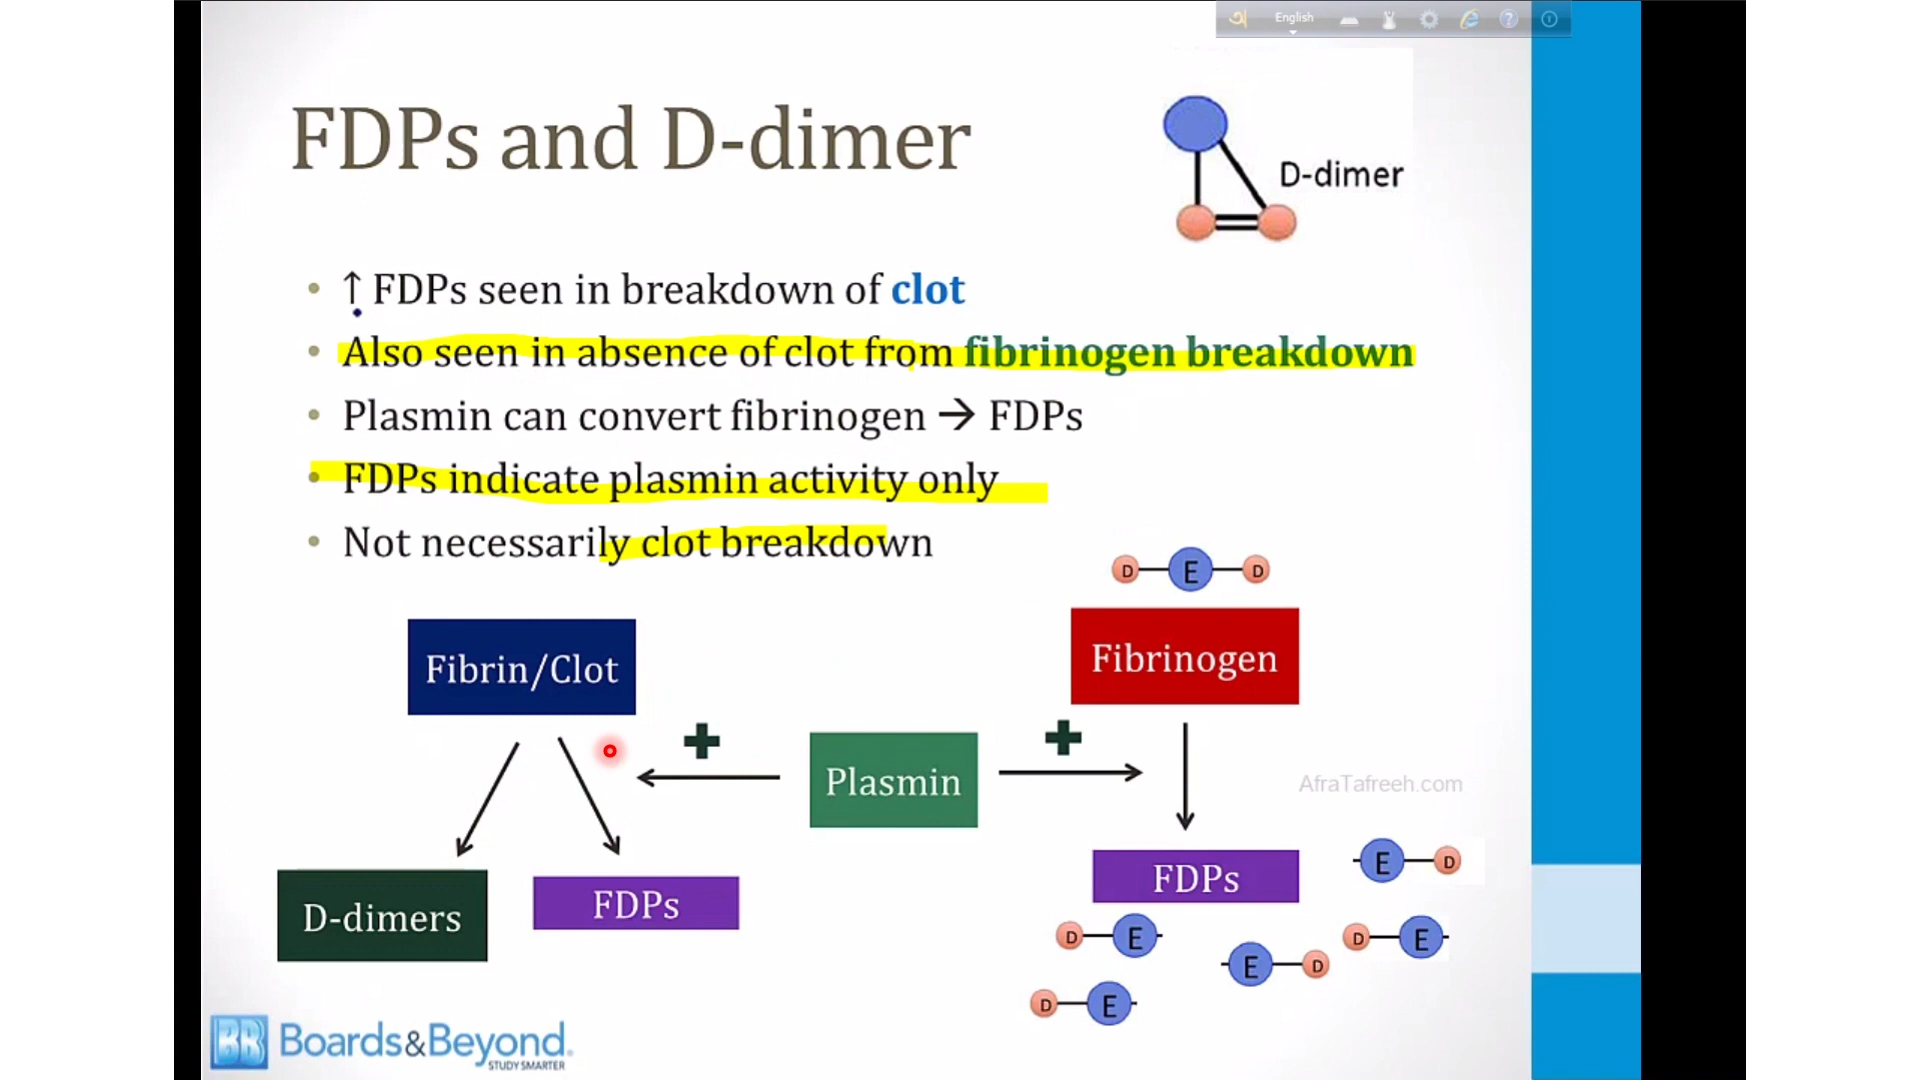 English
FDPs and D-dimer
D-dimer
• ↑ FDPs seen in breakdown of clot
• Also seen in absence of clot from fibrinogen breakdown
• Plasmin can convert fibrinogen → FDPs
• FDPs indicate plasmin activity only
• Not necessarily clot breakdown
D E D
Fibrin/Clot
Fibrinogen
Plasmin
AfraTafreeh.com
D-dimers
FDPs
FDPs
E D
D E
E D
D E
D E
BB Boards&Beyond.
STUDY SMARTER